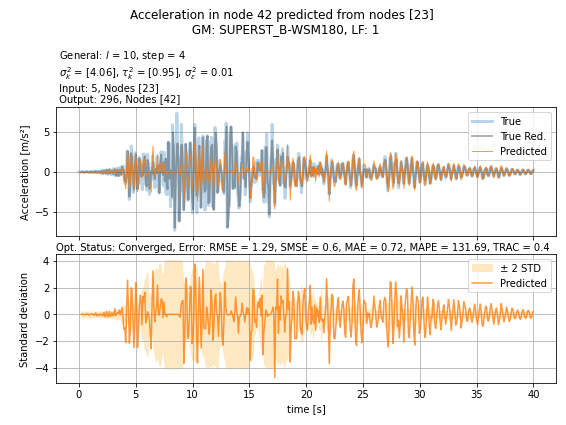 Acceleration in node 42 predicted from nodes [23]
GM: SUPERST_B-WSM180, LF: 1
General: l = 10, step = 4
σ²ₖ = [4.06], τ²ₖ = [0.95], σ²ε = 0.01
Input: 5, Nodes [23]
Output: 296, Nodes [42]
Acceleration [m/s²]
5
0
−5
True
True Red.
Predicted
Opt. Status: Converged, Error: RMSE = 1.29, SMSE = 0.6, MAE = 0.72, MAPE = 131.69, TRAC = 0.4
Standard deviation
4
2
0
−2
−4
± 2 STD
Predicted
0 5 10 15 20 25 30 35 40
time [s]